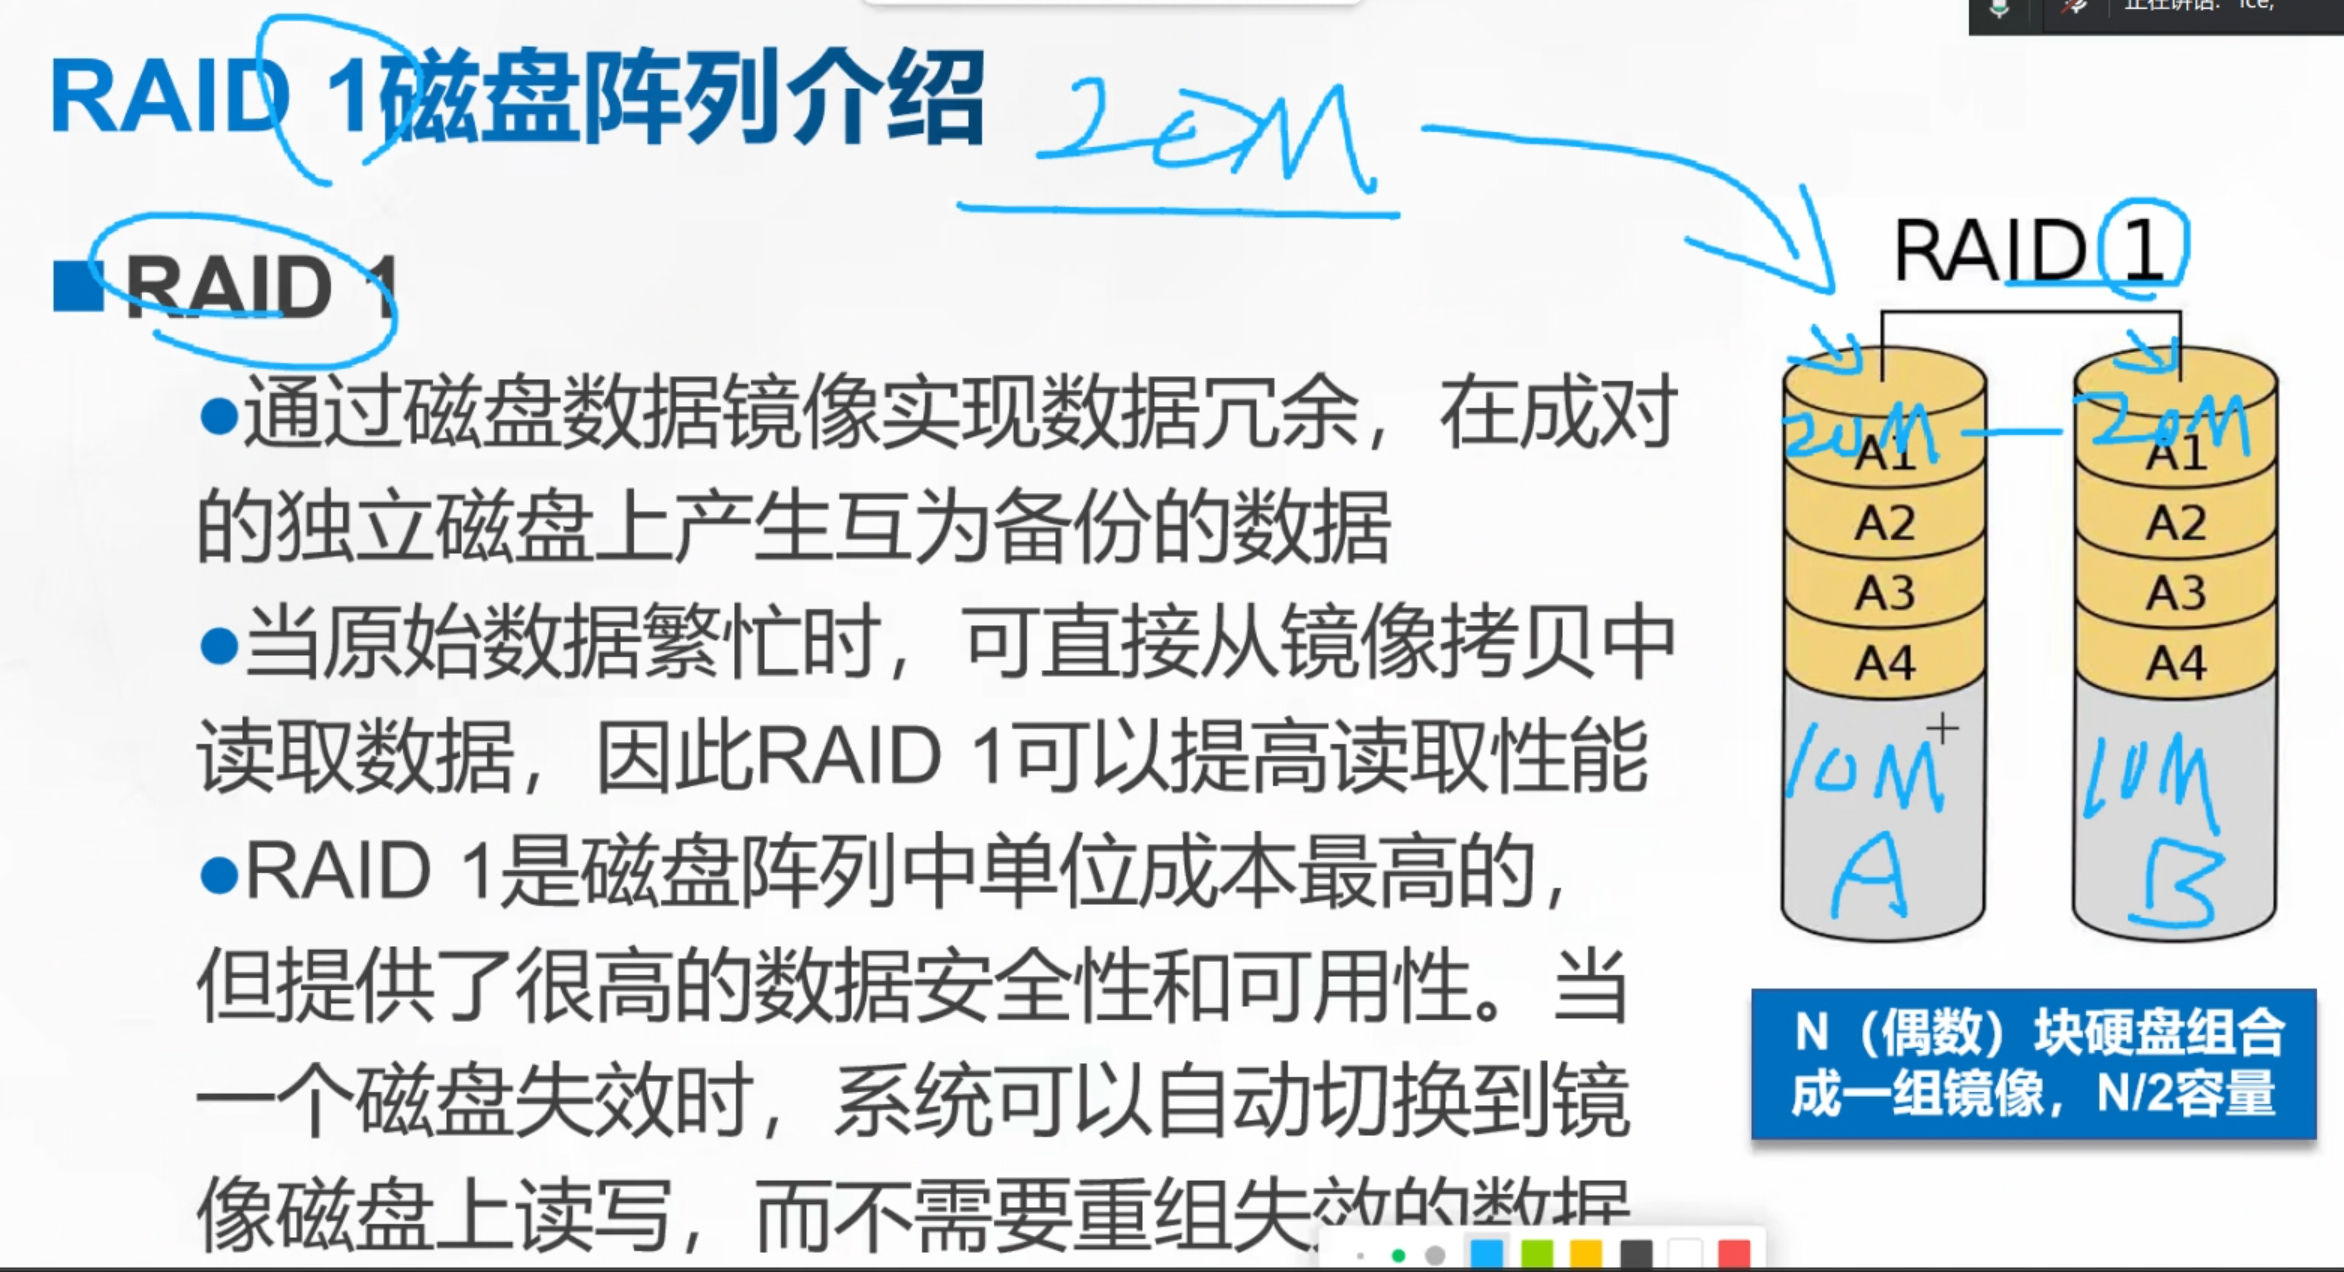 正在讲话: Ice;
RAID 1磁盘阵列介绍
20M
RAID 1
RAID 1
●通过磁盘数据镜像实现数据冗余，在成对
的独立磁盘上产生互为备份的数据
●当原始数据繁忙时，可直接从镜像拷贝中
读取数据，因此RAID 1可以提高读取性能
●RAID 1是磁盘阵列中单位成本最高的，
但提供了很高的数据安全性和可用性。当
一个磁盘失效时，系统可以自动切换到镜
像磁盘上读写，而不需要重组失效的数据
20M 20M
A1 A1
A2 A2
A3 A3
A4 A4
10M 10M
A B
N（偶数）块硬盘组合
成一组镜像，N/2容量